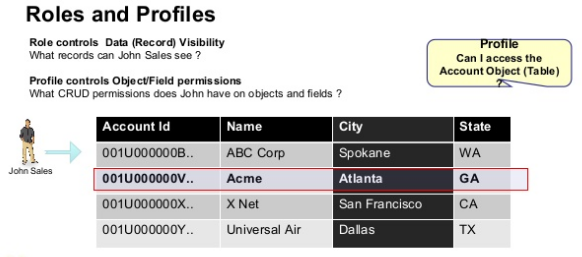 Roles and Profiles
Role controls Data (Record) Visibility
What records can John Sales see ?
Profile controls Object/Field permissions
What CRUD permissions does John have on objects and fields ?
Profile
Can I access the
Account Object (Table)
?
John Sales
Account Id Name City State
001U000000B.. ABC Corp Spokane WA
001U000000V.. Acme Atlanta GA
001U000000X.. X Net San Francisco CA
001U000000Y.. Universal Air Dallas TX